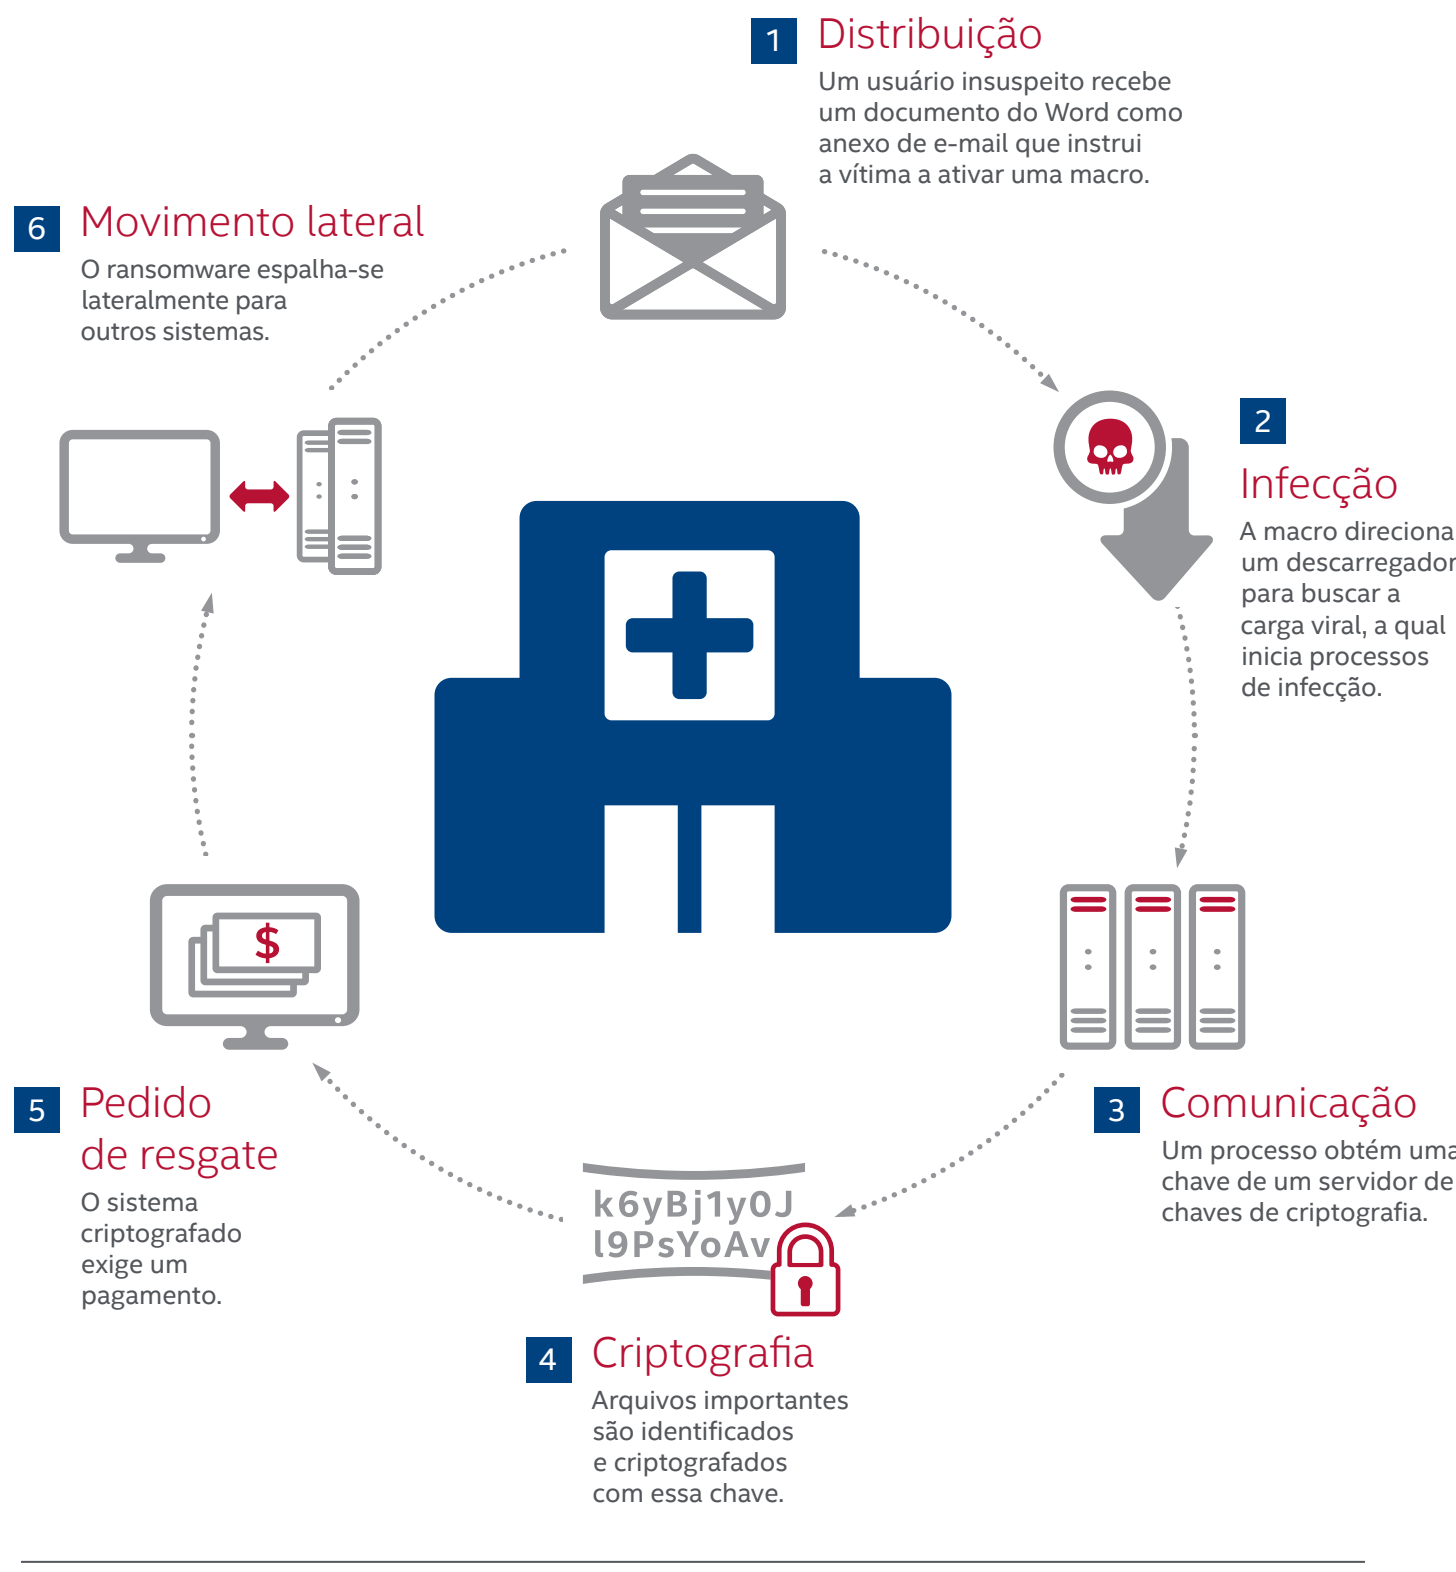 1 Distribuição
Um usuário insuspeito recebe
um documento do Word como
anexo de e-mail que instrui
a vítima a ativar uma macro.
2
Infecção
A macro direciona
um descarregador
para buscar a
carga viral, a qual
inicia processos
de infecção.
3 Comunicação
Um processo obtém uma
chave de um servidor de
chaves de criptografia.
k6yBj1y0J
l9PsYoAv
4 Criptografia
Arquivos importantes
são identificados
e criptografados
com essa chave.
$
5 Pedido
de resgate
O sistema
criptografado
exige um
pagamento.
6 Movimento lateral
O ransomware espalha-se
lateralmente para
outros sistemas.